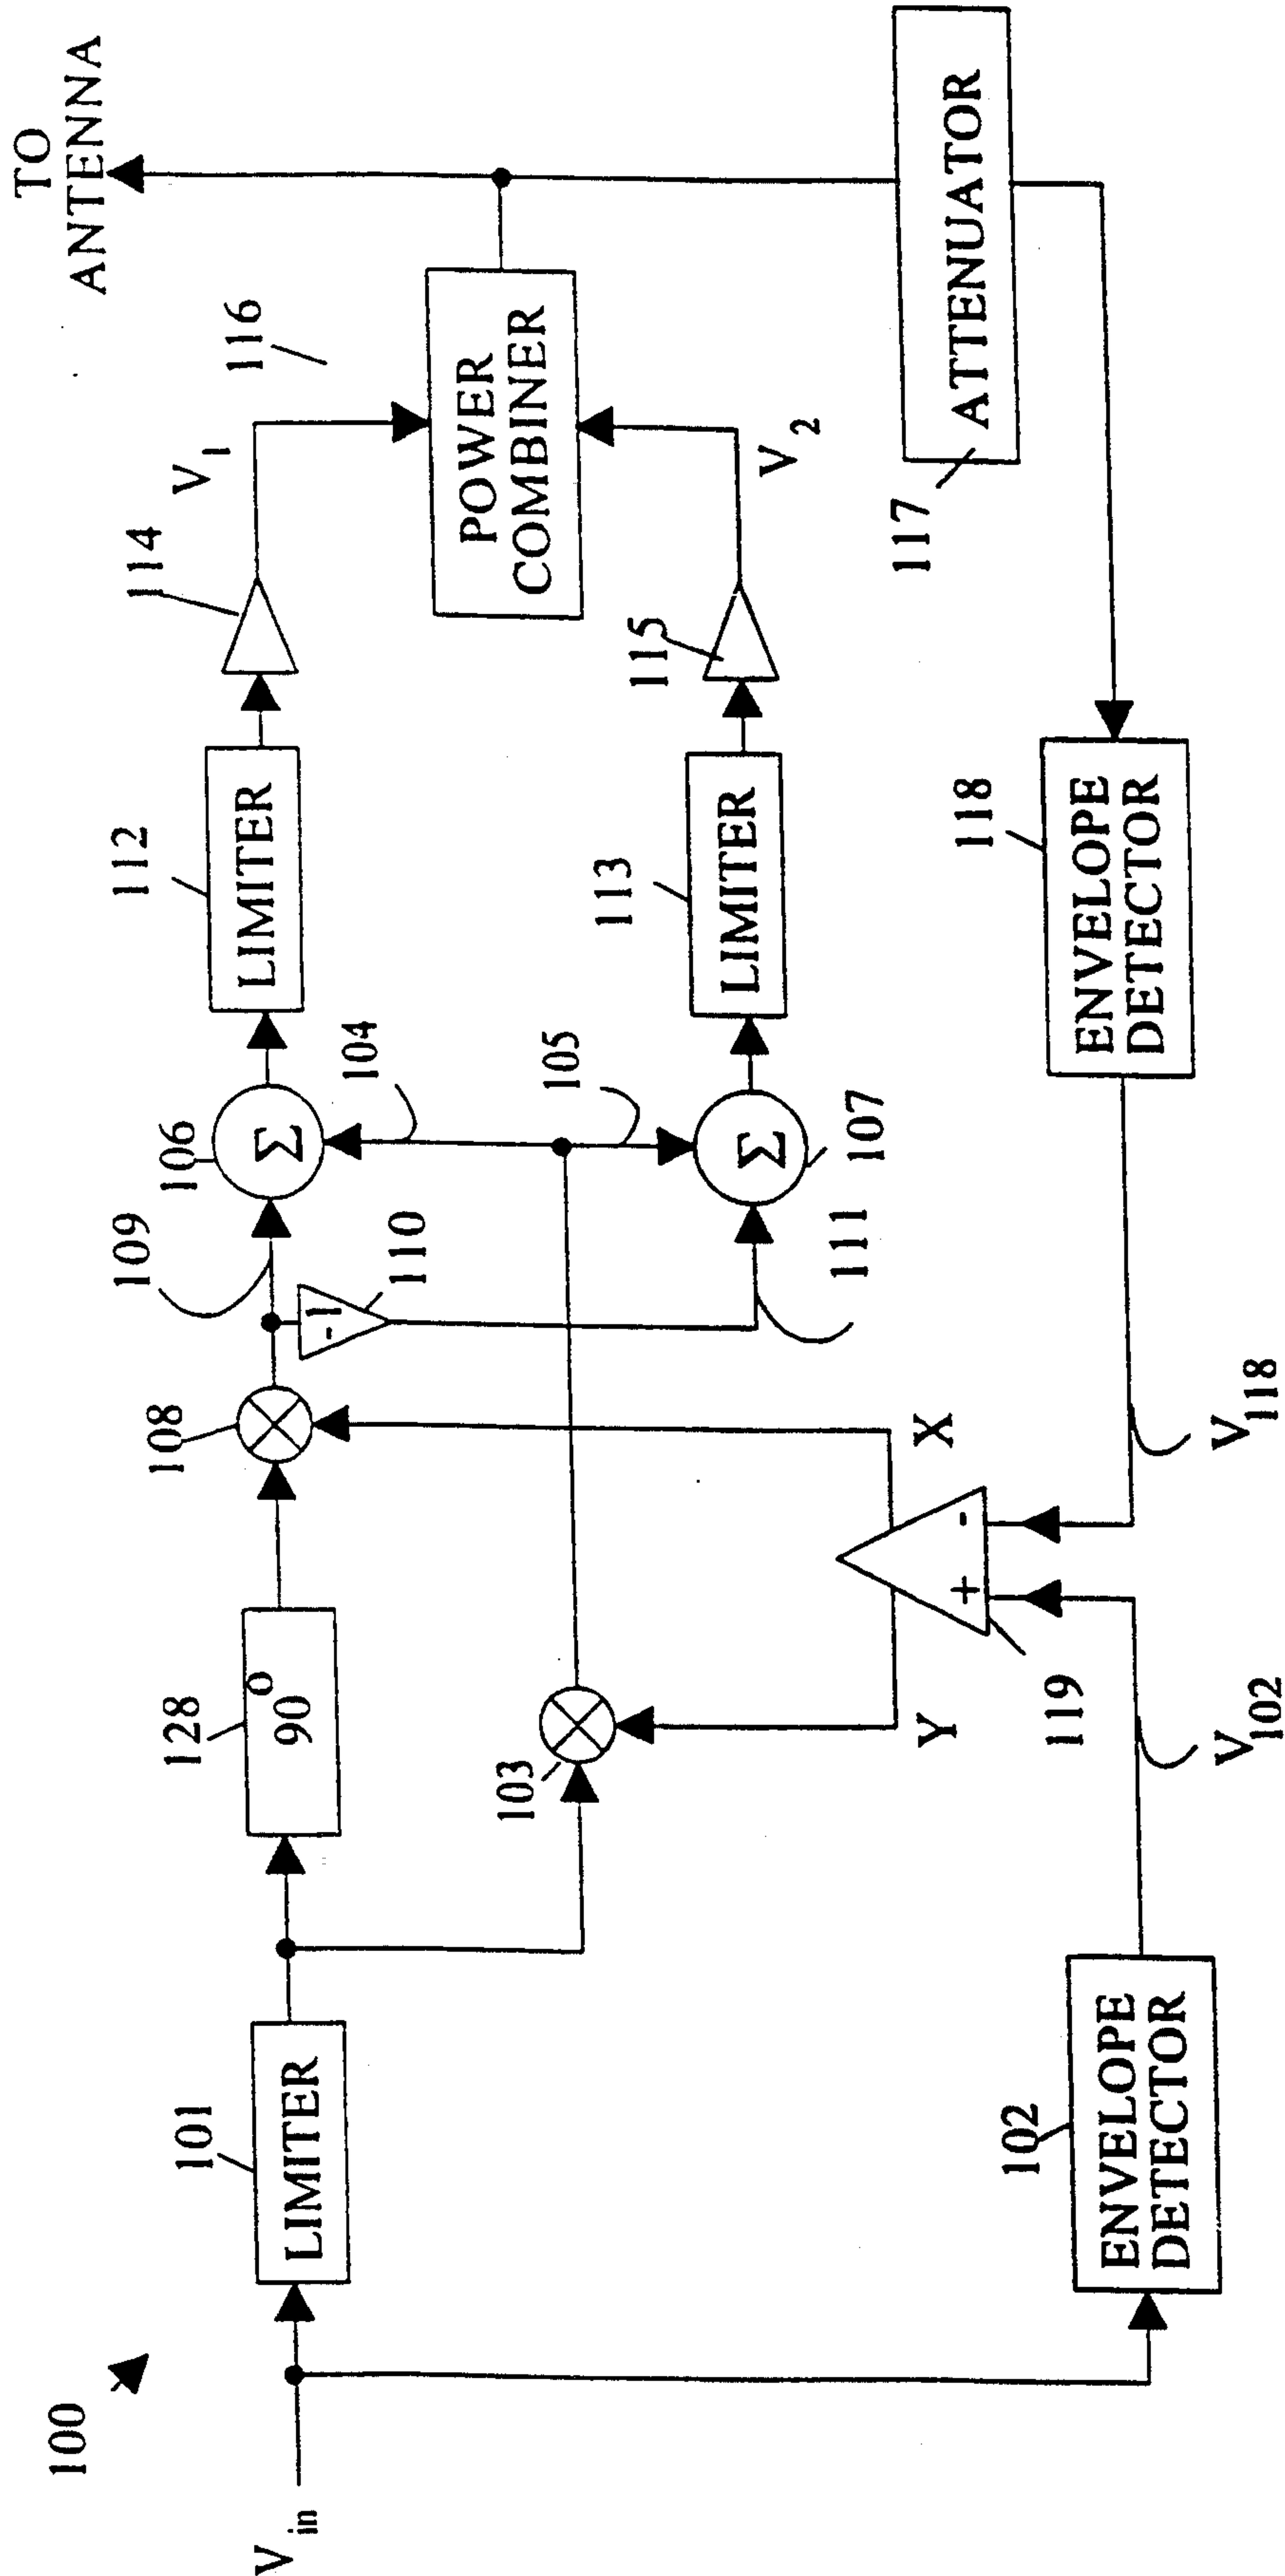 100
V in
101
LIMITER
128
90°
108
109
110
-1
106
Σ
104
105
107
Σ
111
112
LIMITER
113
LIMITER
114
V 1
115
V 2
116
POWER
COMBINER
TO
ANTENNA
117
ATTENUATOR
118
ENVELOPE
DETECTOR
V118
103
X
Y
+
-
119
V102
102
ENVELOPE
DETECTOR